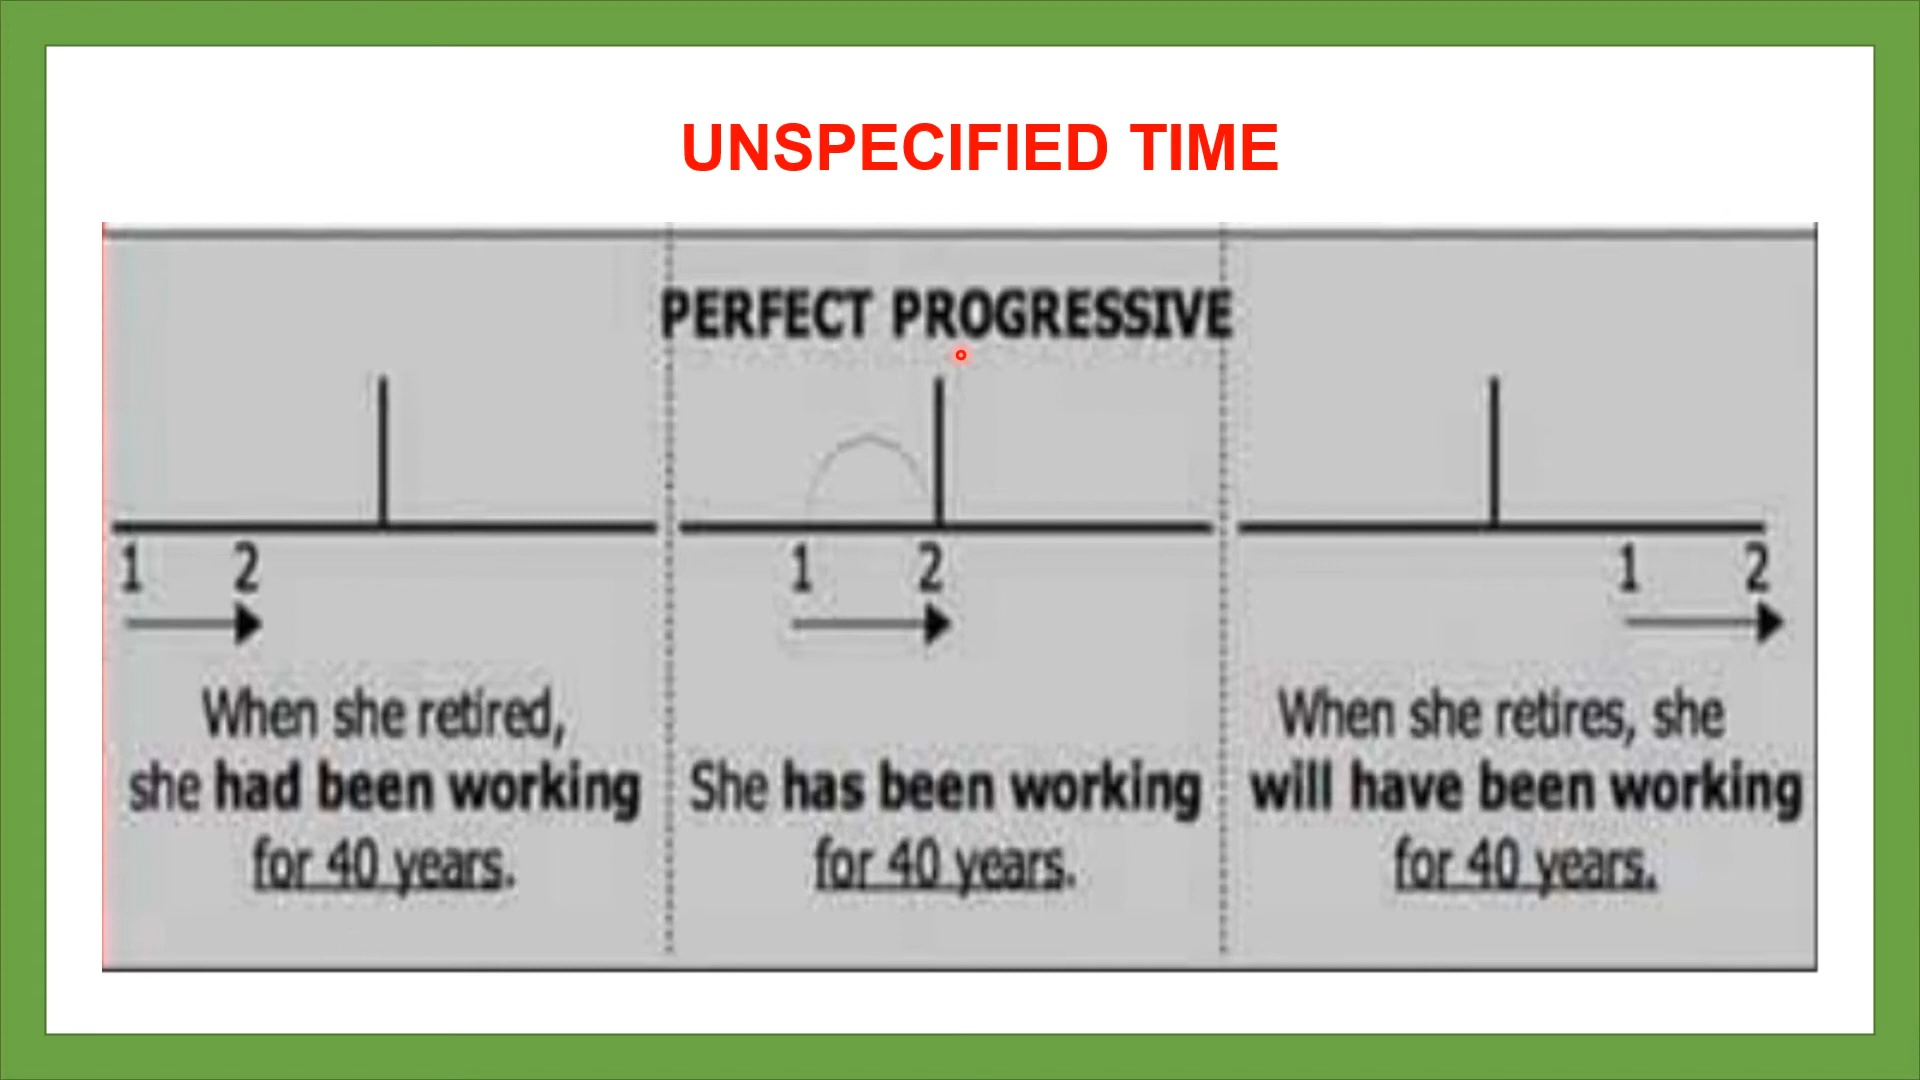 UNSPECIFIED TIME
PERFECT PROGRESSIVE
1 2
When she retired,
she had been working
for 40 years.
1 2
She has been working
for 40 years.
1 2
When she retires, she
will have been working
for 40 years.